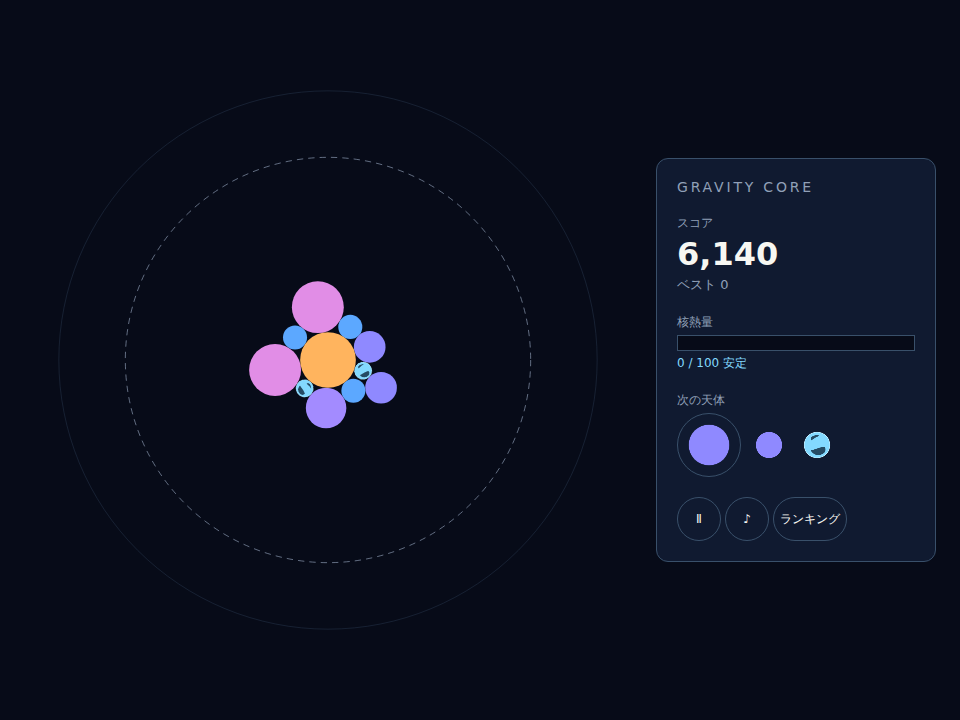 GRAVITY CORE
スコア
6,140
ベスト 0
核熱量
0 / 100 安定
次の天体
Ⅱ
♪
ランキング